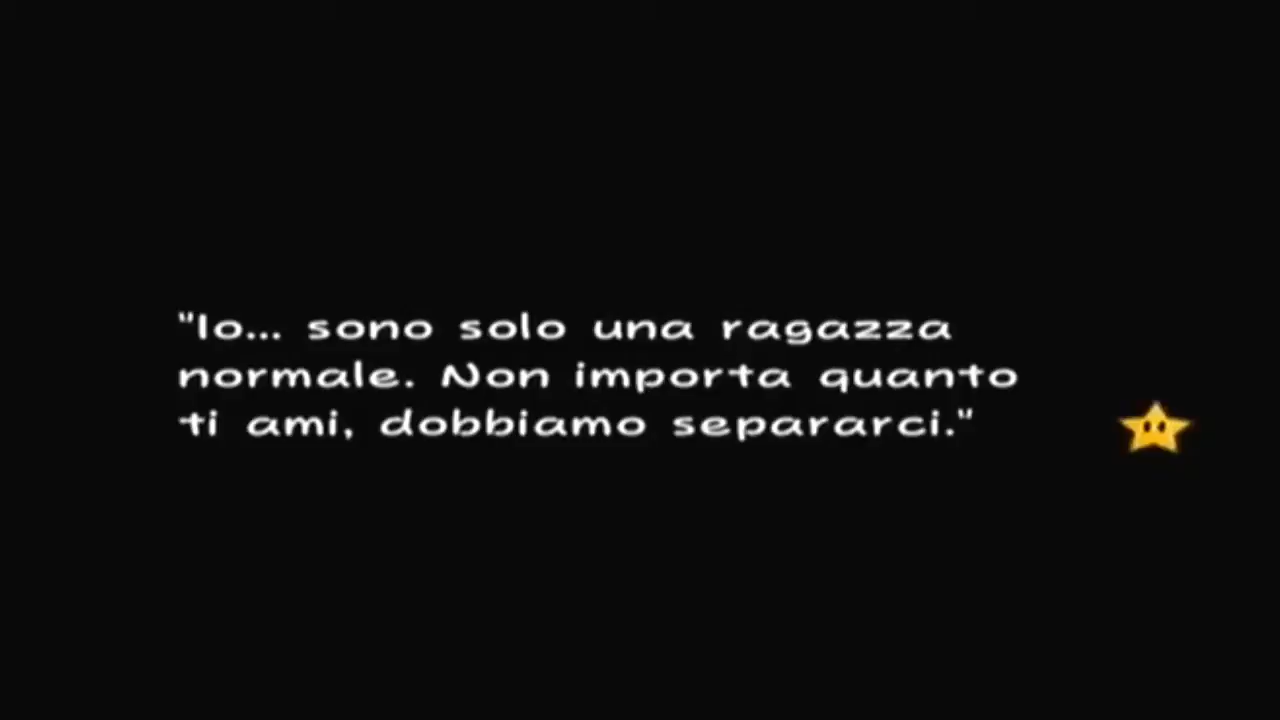 "Io... sono solo una ragazza
normale. Non importa quanto
ti ami, dobbiamo separarci."